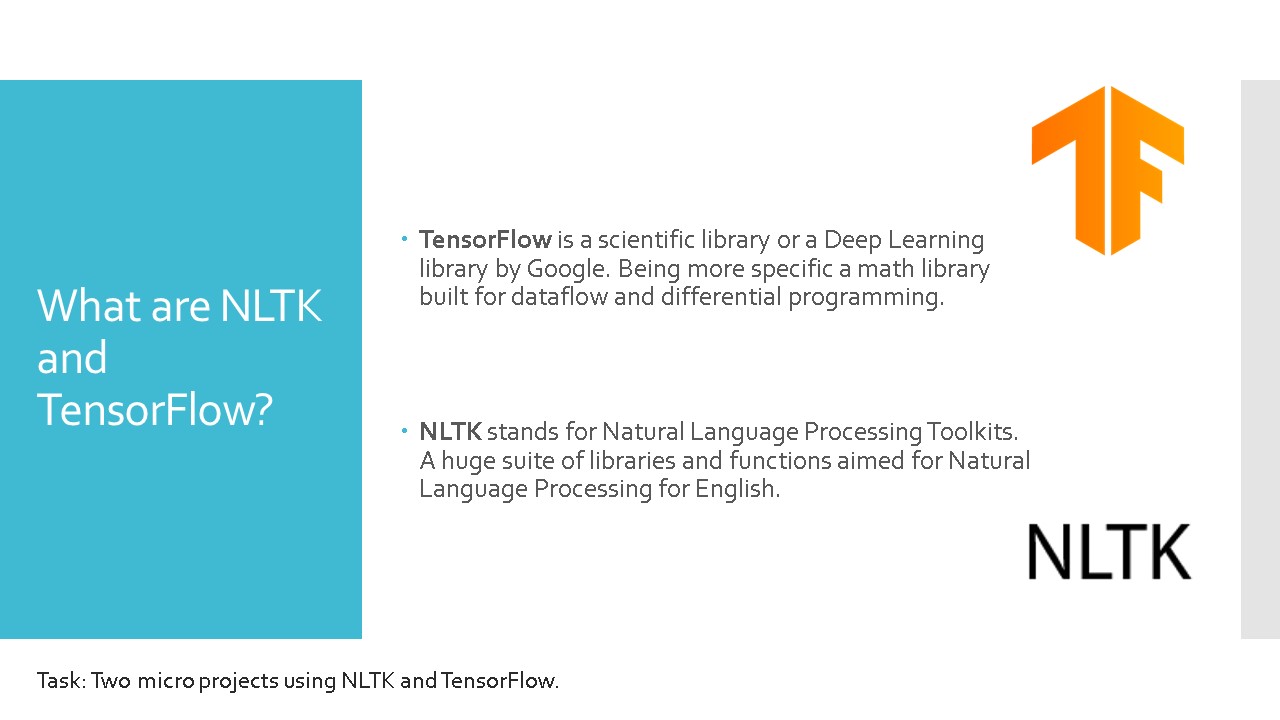 What are NLTK
and
TensorFlow?
• TensorFlow is a scientific library or a Deep Learning
library by Google. Being more specific a math library
built for dataflow and differential programming.
• NLTK stands for Natural Language Processing Toolkits.
A huge suite of libraries and functions aimed for Natural
Language Processing for English.
NLTK
Task: Two micro projects using NLTK and TensorFlow.